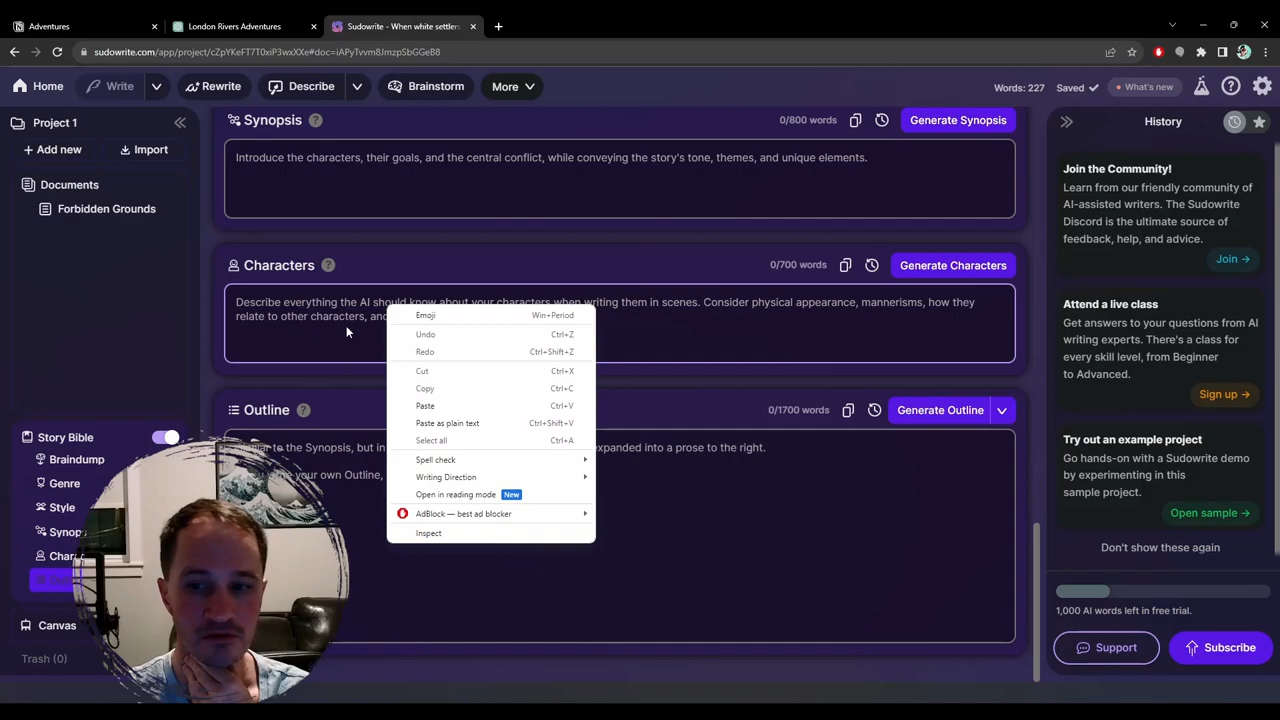 Adventures
London Rivers Adventures
Sudowrite - When white settlers
sudowrite.com/app/project/cZpYKeFT7T0xiP3wxXXe#doc=iAPyTvvm8JmzpSbGGeB8
Home
Write
Rewrite
Describe
Brainstorm
More
Words: 227
Saved
What's new
Project 1
Add new
Import
Documents
Forbidden Grounds
Story Bible
Braindump
Genre
Style
Synop
Char
Canvas
Trash (0)
Synopsis
0/800 words
Generate Synopsis
Introduce the characters, their goals, and the central conflict, while conveying the story's tone, themes, and unique elements.
Characters
0/700 words
Generate Characters
Describe everything the AI should know about your characters when writing them in scenes. Consider physical appearance, mannerisms, how they
relate to other characters, and
Emoji Win+Period
Undo Ctrl+Z
Redo Ctrl+Shift+Z
Cut Ctrl+X
Copy Ctrl+C
Paste Ctrl+V
Paste as plain text Ctrl+Shift+V
Select all Ctrl+A
Spell check
Writing Direction
Open in reading mode New
AdBlock — best ad blocker
Inspect
Outline
0/1700 words
Generate Outline
to the Synopsis, but in
expanded into a prose to the right.
your own Outline,
History
Join the Community!
Learn from our friendly community of
AI-assisted writers. The Sudowrite
Discord is the ultimate source of
feedback, help, and advice.
Join →
Attend a live class
Get answers to your questions from AI
writing experts. There's a class
for every skill level, from Beginner
to Advanced.
Sign up →
Try out an example project
Go hands-on with a Sudowrite demo
by experimenting in this
sample project.
Open sample →
Don't show these again
1,000 AI words left in free trial.
Support
Subscribe